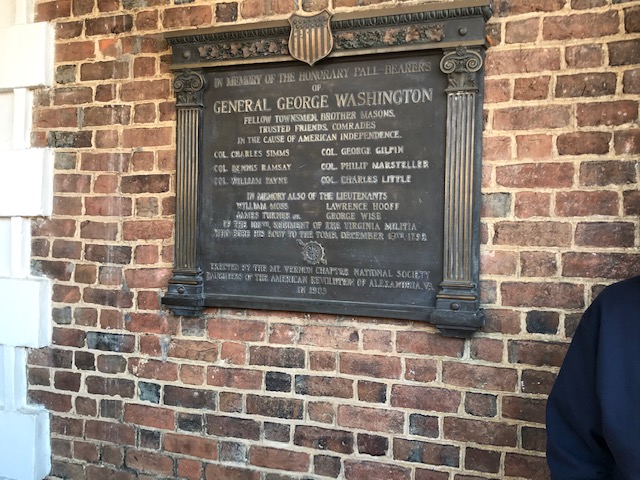 IN MEMORY OF THE HONORARY PALL BEARERS
OF
GENERAL GEORGE WASHINGTON
FELLOW TOWNSMEN, BROTHER MASONS,
TRUSTED FRIENDS, COMRADES
IN THE CAUSE OF AMERICAN INDEPENDENCE.
COL. CHARLES SIMMS COL. GEORGE GILPIN
COL. DENNIS RAMSAY COL. PHILIP MARSTELLER
COL. WILLIAM PAYNE COL. CHARLES LITTLE
IN MEMORY ALSO OF THE LIEUTENANTS
WILLIAM MOSS LAWRENCE HOOFF
JAMES TURNER GEORGE WISE
OF THE REGIMENT OF THE VIRGINIA MILITIA
WHO BORE HIS BODY TO THE TOMB, DECEMBER
ERECTED BY THE MT. VERNON CHAPTER NATIONAL SOCIETY
DAUGHTERS OF THE AMERICAN REVOLUTION OF ALEXANDRIA, VA.
IN 1909